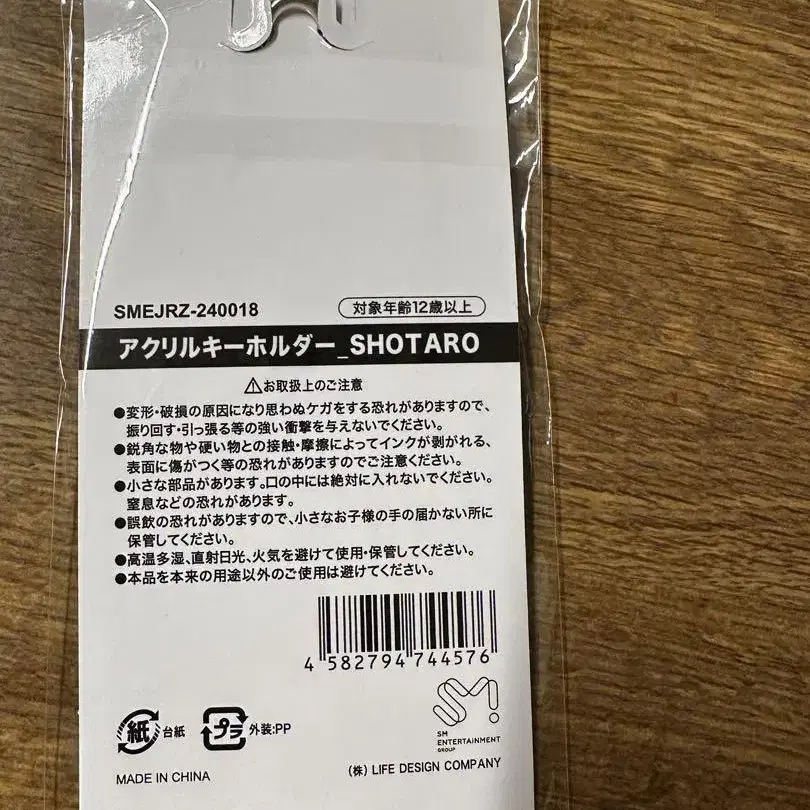 SMEJRZ-240018
対象年齢12歳以上
アクリルキーホルダー_SHOTARO
⚠お取扱上のご注意
●変形・破損の原因になり思わぬケガをする恐れがありますので、
振り回す・引っ張る等の強い衝撃を与えないでください。
●鋭角な物や硬い物との接触・摩擦によってインクが剥がれる、
表面に傷がつく等の恐れがありますのでご注意ください。
●小さな部品があります。口の中には絶対に入れないでください。
窒息などの恐れがあります。
●誤飲の恐れがありますので、小さなお子様の手の届かない所に
保管してください。
●高温多湿、直射日光、火気を避けて使用・保管してください。
●本品を本来の用途以外のご使用は避けてください。
4 582794 744576
紙 台紙
プラ 外装:PP
SM
SM
ENTERTAINMENT
GROUP
MADE IN CHINA
(株) LIFE DESIGN COMPANY